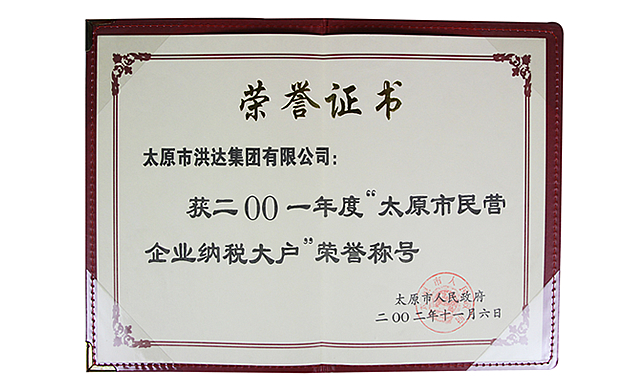 荣誉证书
太原市洪达集团有限公司：
获二00一年度“太原市民营
企业纳税大户”荣誉称号
太原市人民政府
二00二年十一月六日